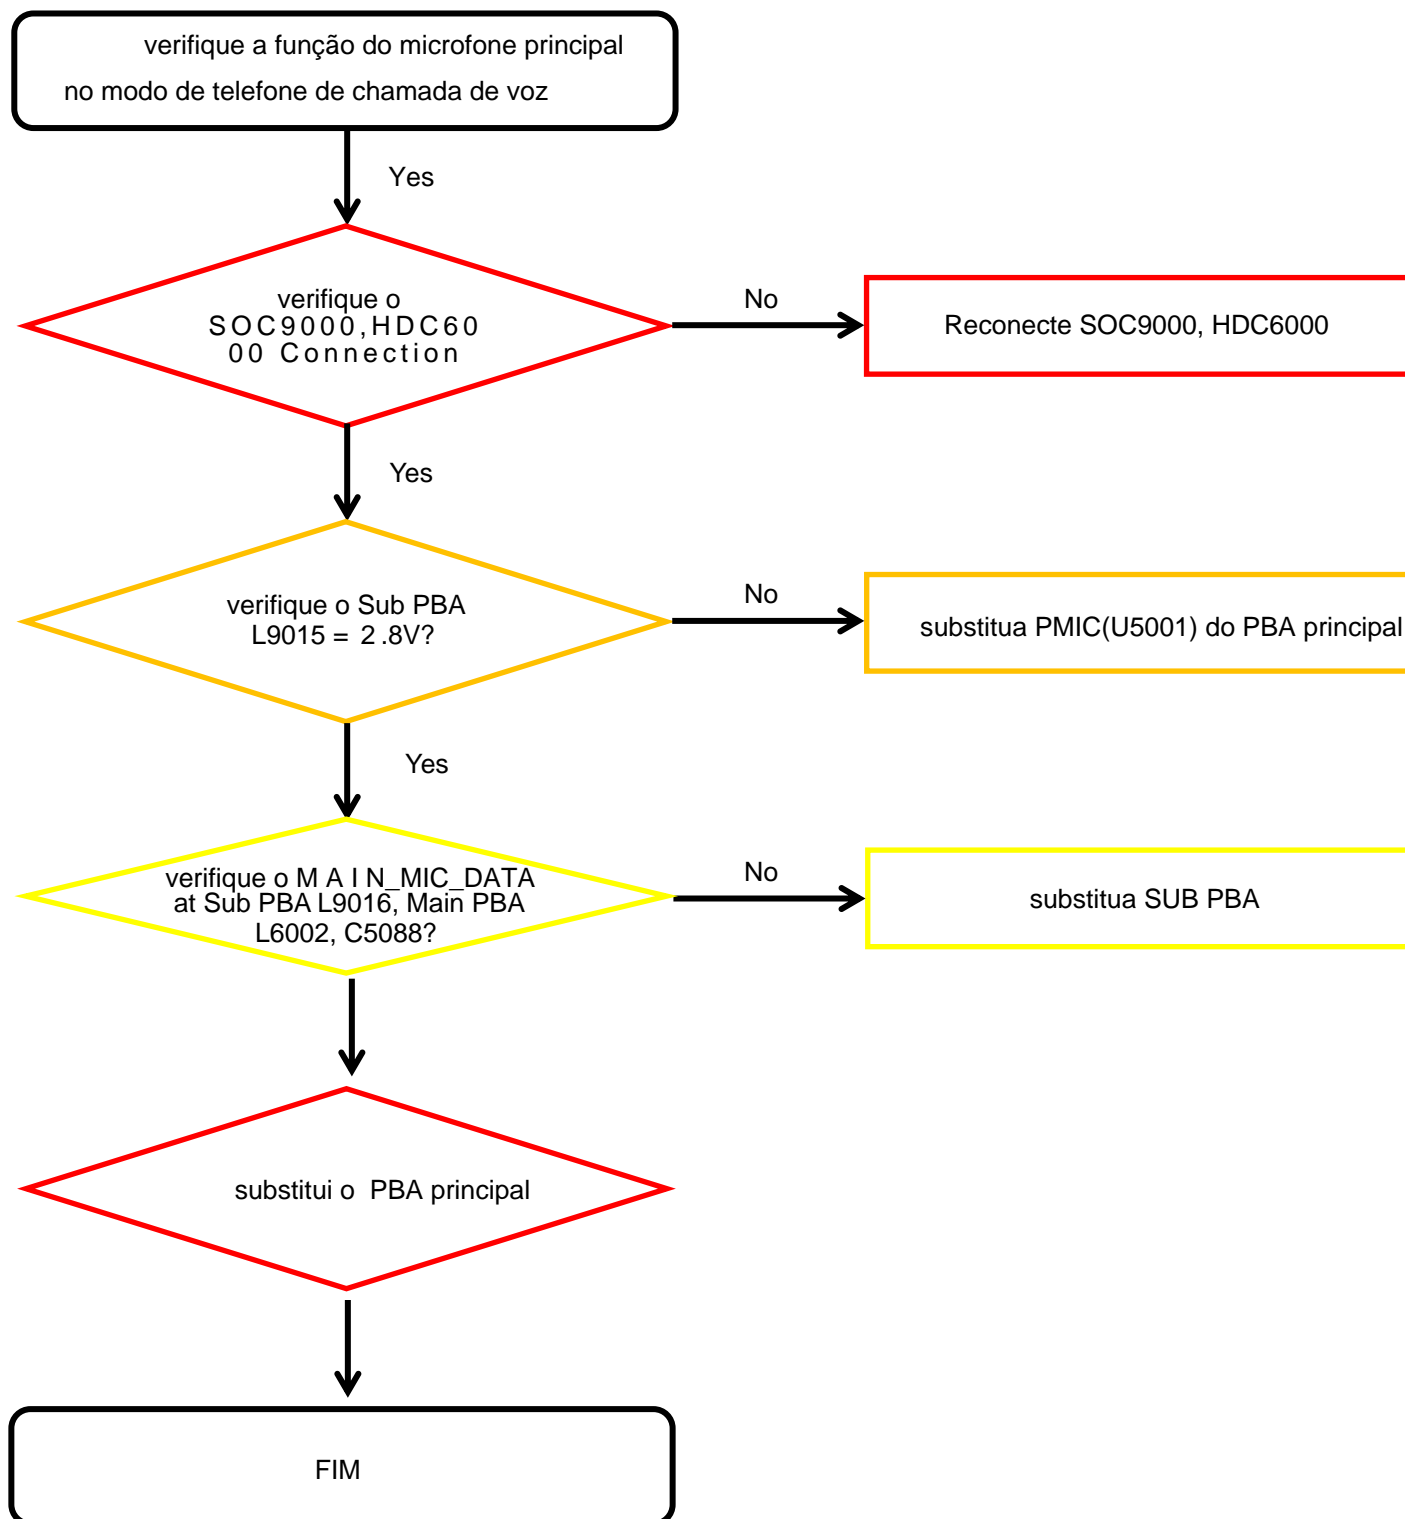 verifique a função do microfone principal
no modo de telefone de chamada de voz
Yes
verifique o
SOC9000,HDC60
00 Connection
No
Reconecte SOC9000, HDC6000
Yes
verifique o Sub PBA
L9015 = 2.8V?
No
substitua PMIC(U5001) do PBA principal
Yes
verifique o MAIN_MIC_DATA
at Sub PBA L9016, Main PBA
L6002, C5088?
No
substitua SUB PBA
substitui o PBA principal
FIM